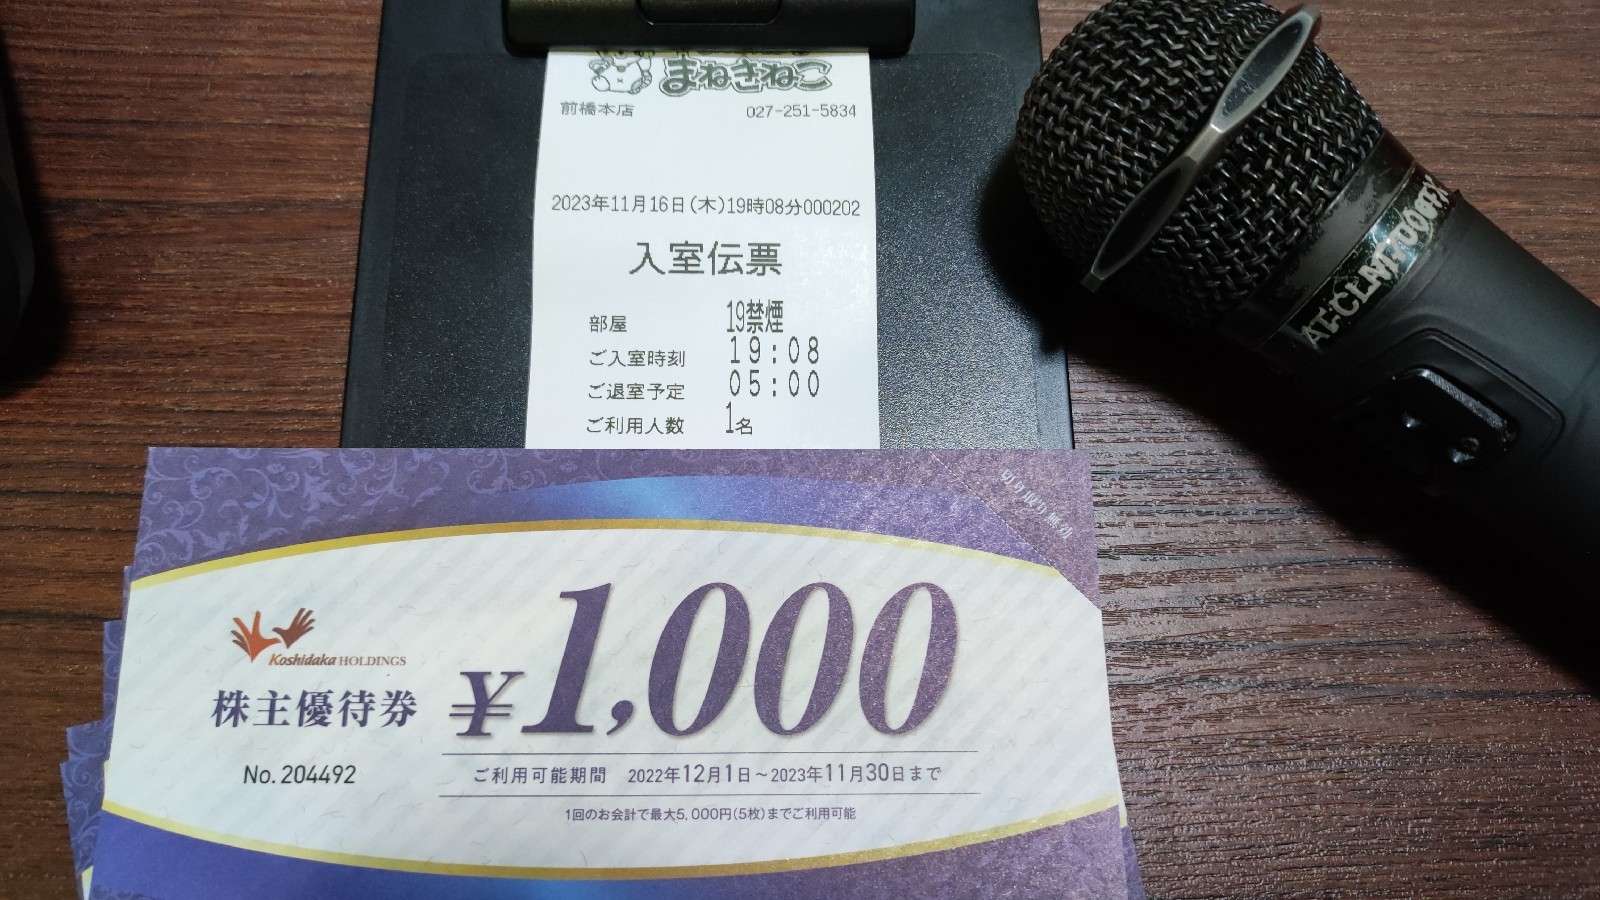 まねきねこ
前橋本店 027-251-5834
2023年11月16日(木)19時08分000202
入室伝票
部屋 19禁煙
ご入室時刻 19:08
ご退室予定 05:00
ご利用人数 1名
切り取り無効
Koshidaka HOLDINGS
株主優待券 ¥1,000
No. 204492
ご利用可能期間 2022年12月1日~2023年11月30日まで
1回のお会計で最大5,000円(5枚)までご利用可能